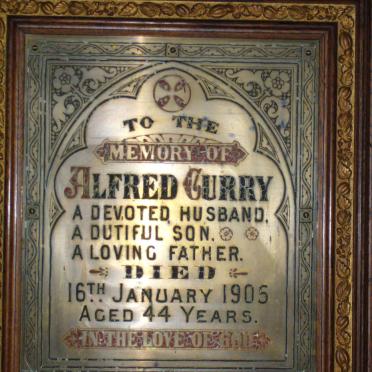 TO THE
MEMORY OF
ALFRED CURRY
A DEVOTED HUSBAND,
A DUTIFUL SON,
A LOVING FATHER.
DIED
16TH JANUARY 1905
AGED 44 YEARS.
IN THE LOVE OF